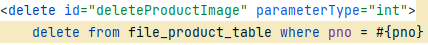 <delete id="deleteProductImage" parameterType="int">
delete from file_product_table where pno = #{pno}